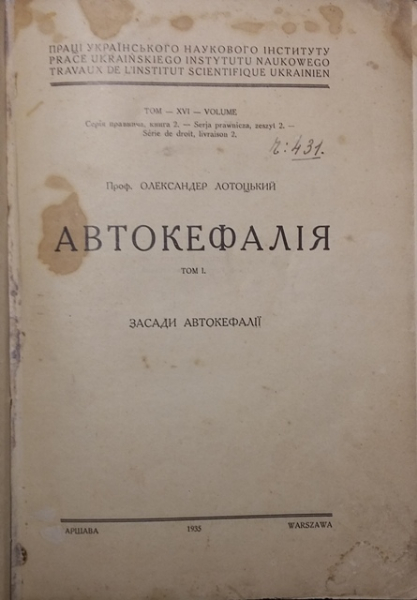 ПРАЦІ УКРАЇНСЬКОГО НАУКОВОГО ІНСТИТУТУ
PRACE UKRAIŃSKIEGO INSTYTUTU NAUKOWEGO
TRAVAUX DE L'INSTITUT SCIENTIFIQUE UKRAINIEN
ТОМ — XVI — VOLUME
Серія правнича, книга 2. — Serja prawnicza, zeszyt 2. —
Série de droit, livraison 2.
№: 431.
Проф. ОЛЕКСАНДЕР ЛОТОЦЬКИЙ
АВТОКЕФАЛІЯ
ТОМ І.
ЗАСАДИ АВТОКЕФАЛІЇ
АРШАВА 1935 WARSZAWA